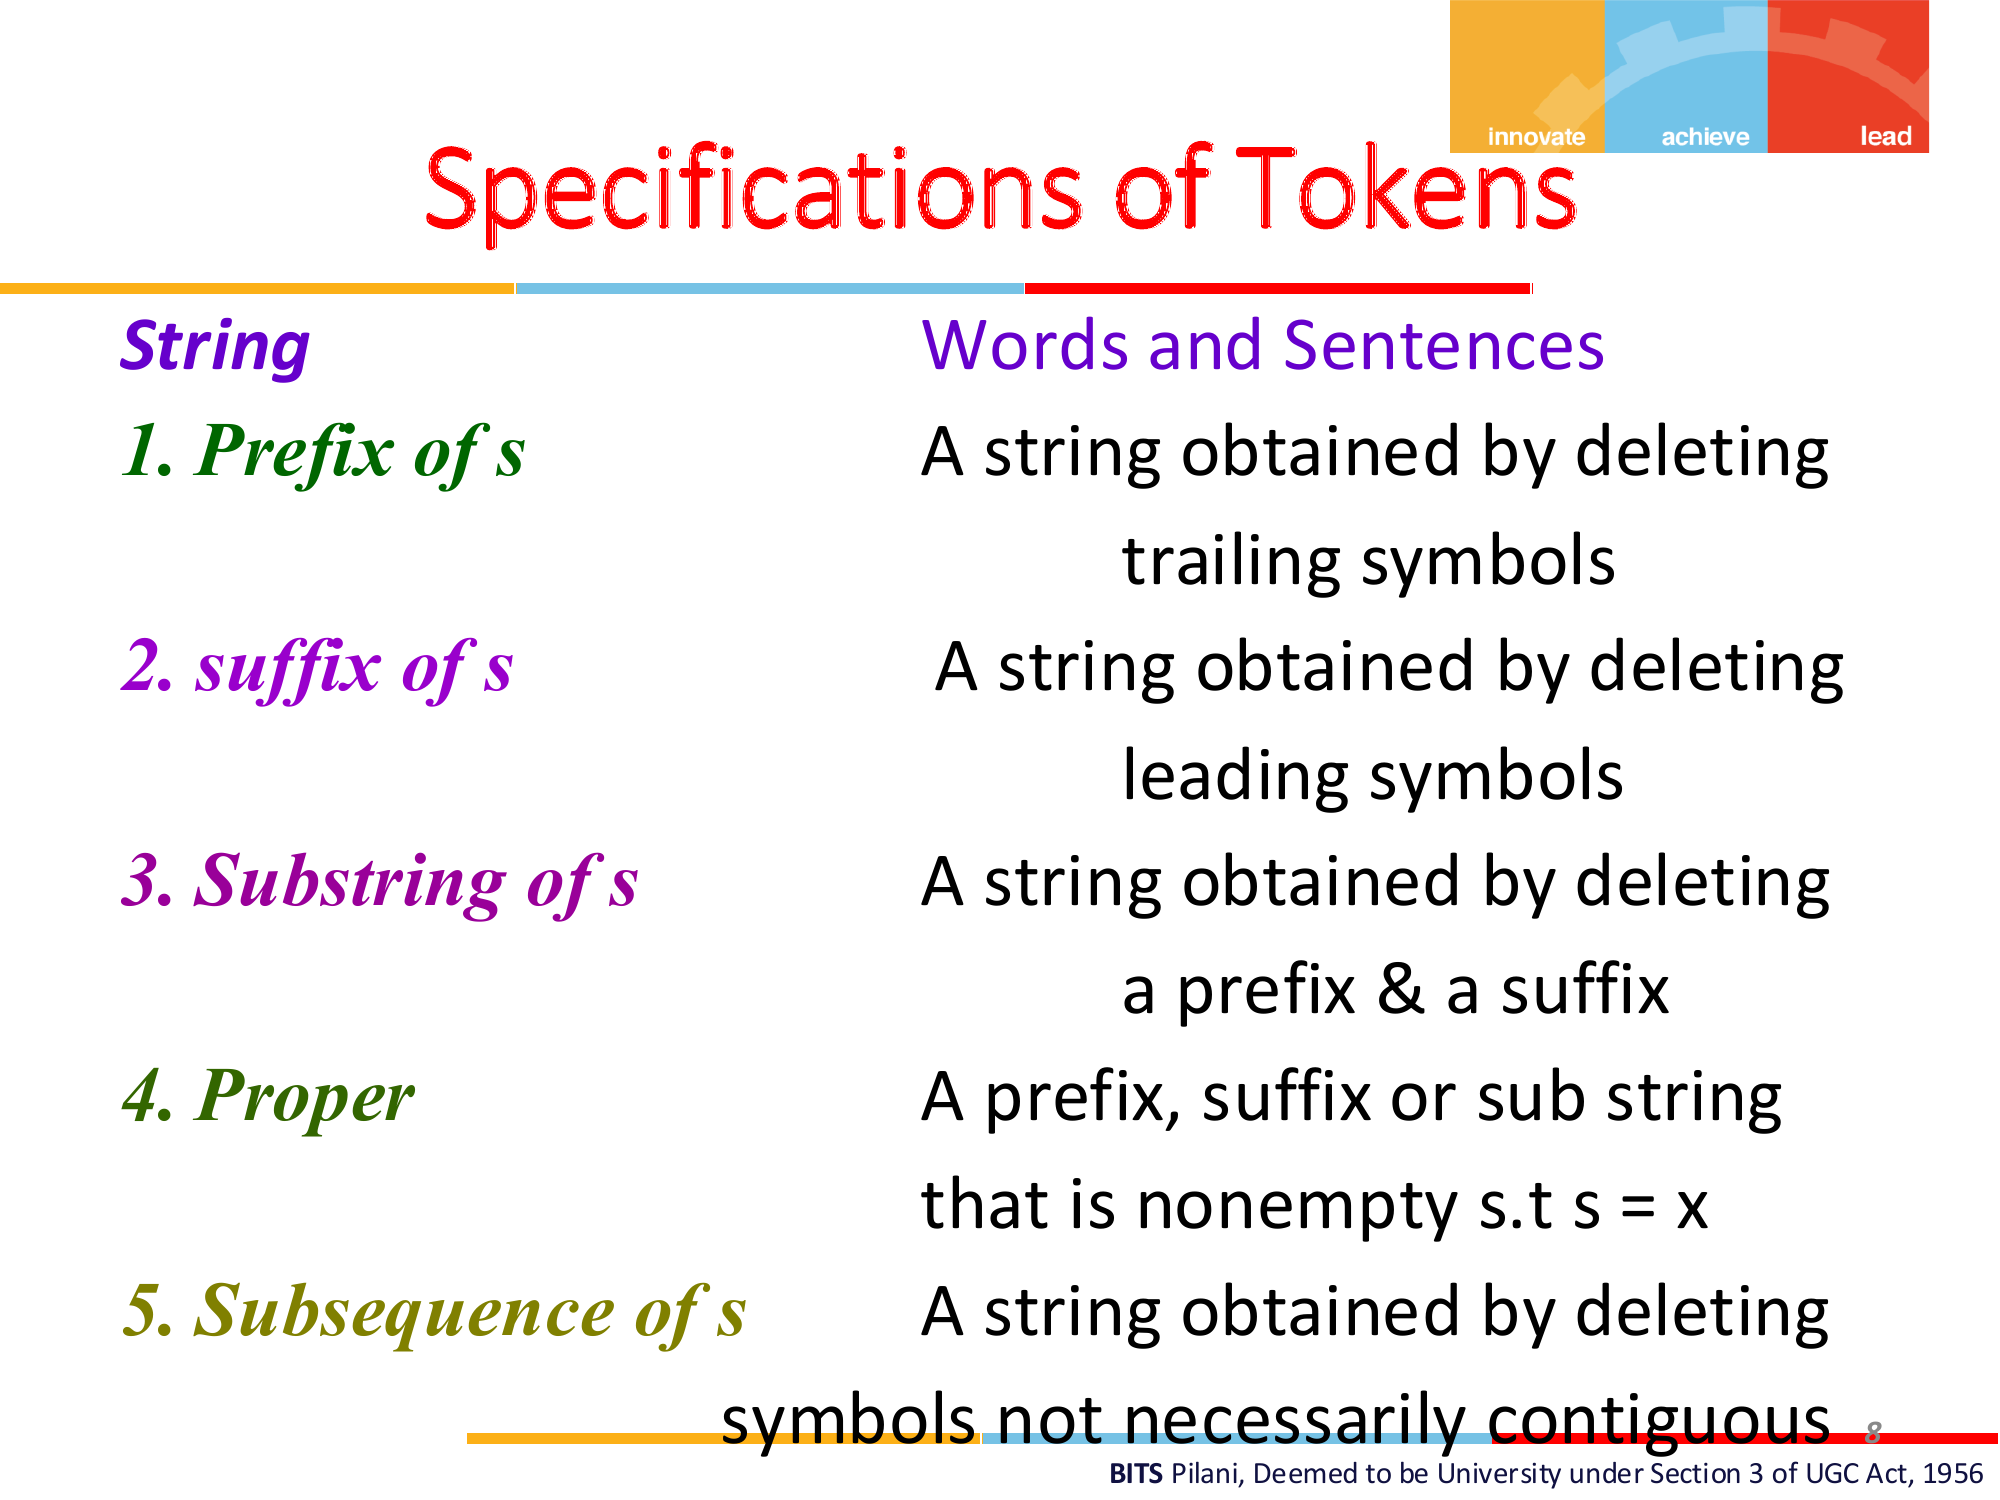 innovate achieve lead
Specifications of Tokens
String Words and Sentences
1. Prefix of s A string obtained by deleting
trailing symbols
2. suffix of s A string obtained by deleting
leading symbols
3. Substring of s A string obtained by deleting
a prefix & a suffix
4. Proper A prefix, suffix or sub string
that is nonempty s.t s = x
5. Subsequence of s A string obtained by deleting
symbols not necessarily contiguous 8
BITS Pilani, Deemed to be University under Section 3 of UGC Act, 1956